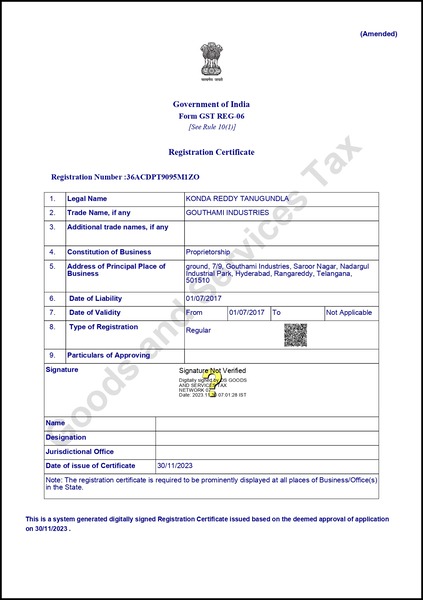 (Amended)
Government of India
Form GST REG-06
[See Rule 10(1)]
Registration Certificate
Registration Number :36ACDPT9095M1ZO
1. Legal Name KONDA REDDY TANUGUNDLA
2. Trade Name, if any GOUTHAMI INDUSTRIES
3. Additional trade names, if any
4. Constitution of Business Proprietorship
5. Address of Principal Place of Business ground, 7/9, Gouthami Industries, Saroor Nagar, Nadargul
Industrial Park, Hyderabad, Rangareddy, Telangana,
501510
6. Date of Liability 01/07/2017
7. Date of Validity From 01/07/2017 To Not Applicable
8. Type of Registration Regular
9. Particulars of Approving
Signature
Signature Not Verified
Digitally signed by DS GOODS
AND SERVICES TAX
NETWORK
Date: 2023.11. 07:01:28 IST
Name
Designation
Jurisdictional Office
Date of issue of Certificate 30/11/2023
Note: The registration certificate is required to be prominently displayed at all places of Business/Office(s)
in the State.
This is a system generated digitally signed Registration Certificate issued based on the deemed approval of application
on 30/11/2023 .
Goods and Services Tax